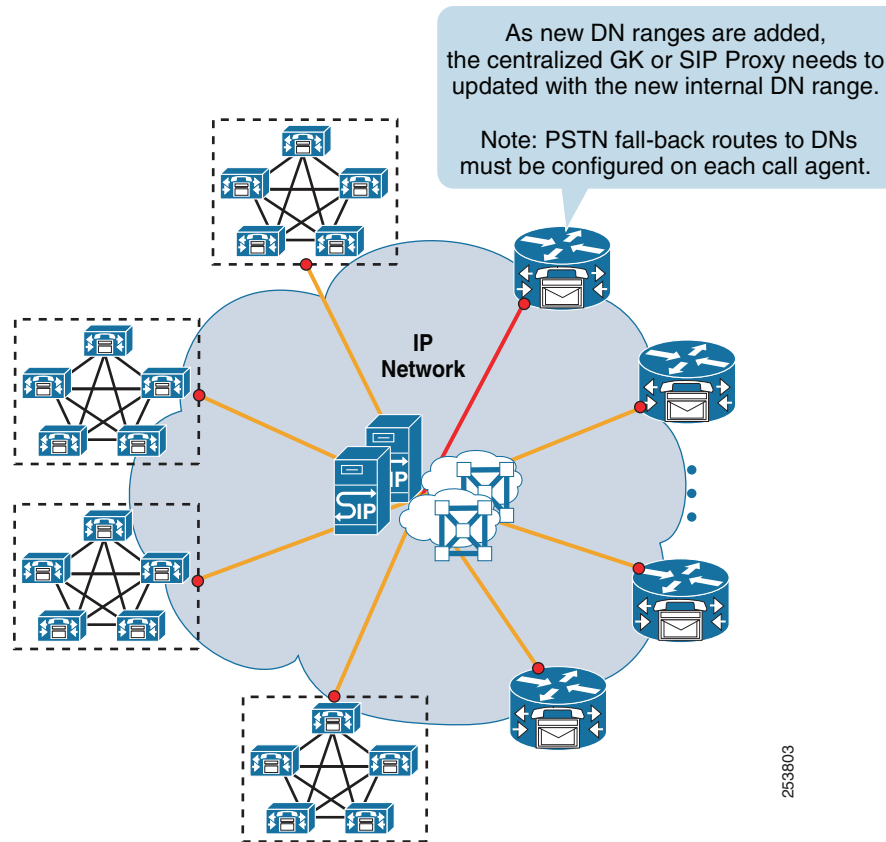 As new DN ranges are added,
the centralized GK or SIP Proxy needs to
updated with the new internal DN range.
Note: PSTN fall-back routes to DNs
must be configured on each call agent.
IP
Network
IP
SIP
253803